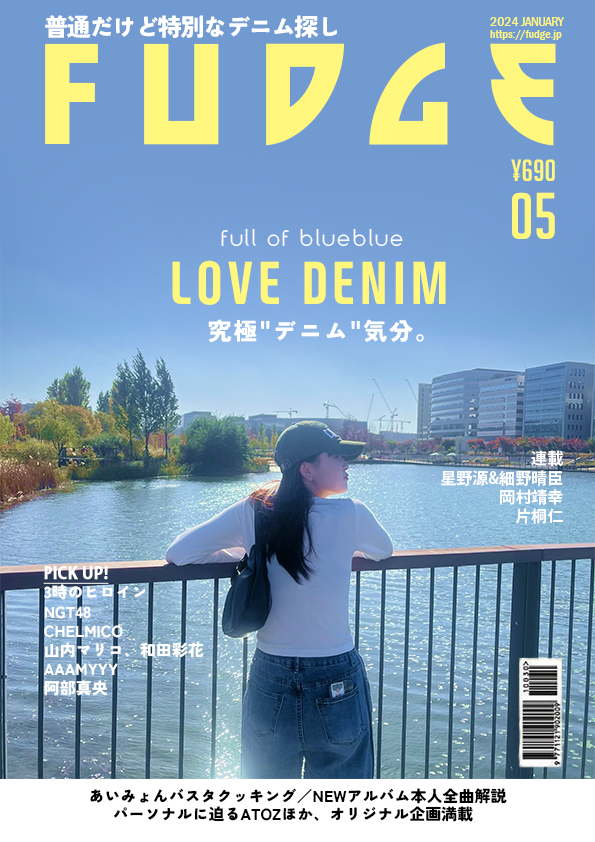 普通だけど特別なデニム探し
2024 JANUARY
https://fudge.jp
FUDGE
¥690
05
full of blueblue
LOVE DENIM
究極"デニム"気分。
連載
星野源&細野晴臣
岡村靖幸
片桐仁
PICK UP!
3時のヒロイン
NGT48
CHELMICO
山内マリコ、和田彩花
AAAMYYY
阿部真央
10030>
9771121902009
あいみょんパスタクッキング／NEWアルバム本人全曲解説
パーソナルに迫るATOZほか、オリジナル企画満載